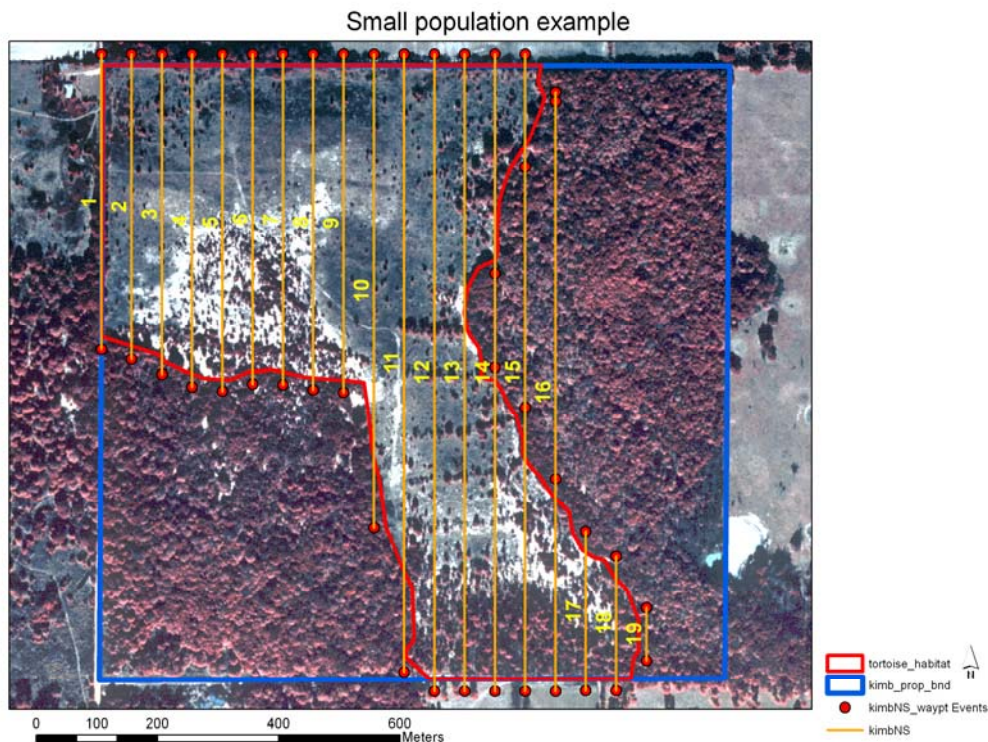 Small population example
1
2
3
4
5
6
7
8
9
10
11
12
13
14
15
16
17
18
19
tortoise_habitat
kimb_prop_bnd
kimbNS_waypt Events
kimbNS
N
0 100 200 400 600
Meters